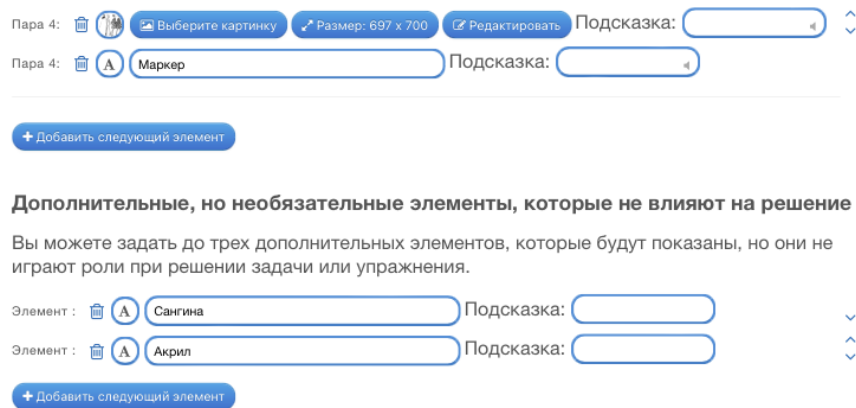 Пара 4: Выберите картинку Размер: 697 x 700 Редактировать Подсказка:
Пара 4: A Маркер Подсказка:
+ Добавить следующий элемент
Дополнительные, но необязательные элементы, которые не влияют на решение
Вы можете задать до трех дополнительных элементов, которые будут показаны, но они не
играют роли при решении задачи или упражнения.
Элемент : A Сангина Подсказка:
Элемент : A Акрил Подсказка:
+ Добавить следующий элемент